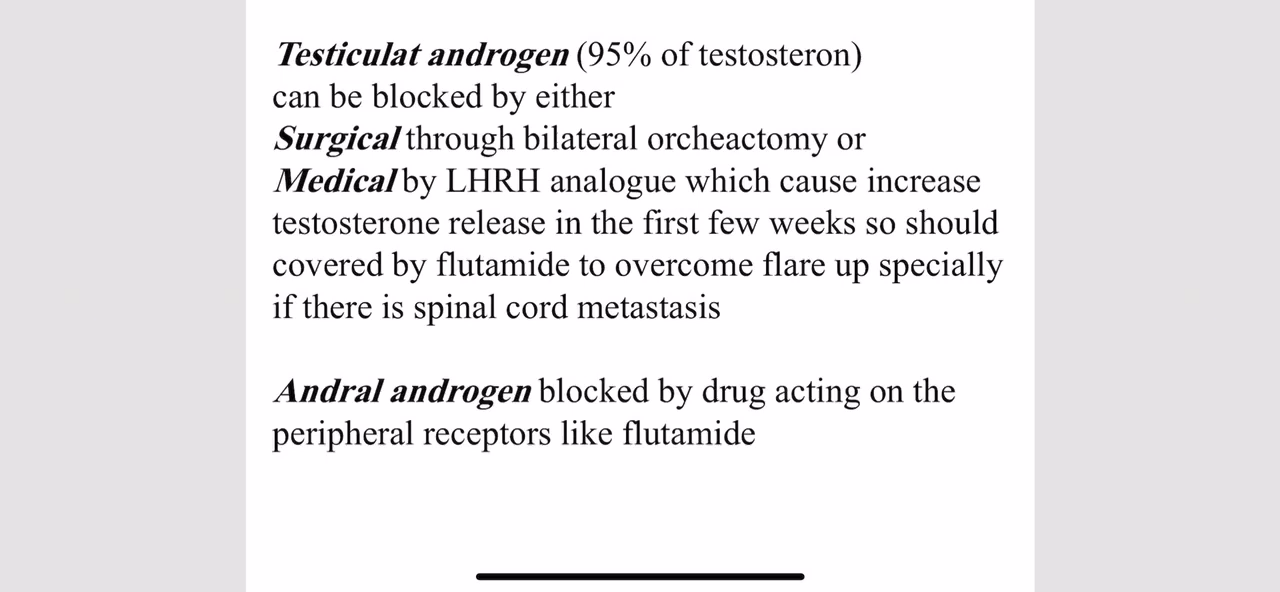 Testiculat androgen (95% of testosteron)
can be blocked by either
Surgical through bilateral orcheactomy or
Medical by LHRH analogue which cause increase
testosterone release in the first few weeks so should
covered by flutamide to overcome flare up specially
if there is spinal cord metastasis
Andral androgen blocked by drug acting on the
peripheral receptors like flutamide